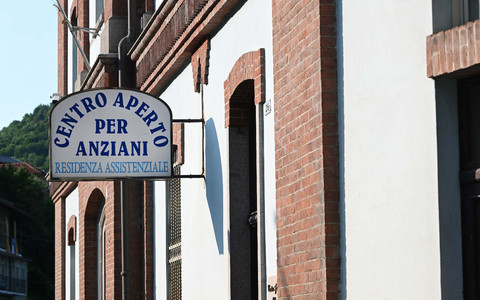 CENTRO APERTO
PER
ANZIANI
RESIDENZA ASSISTENZIALE